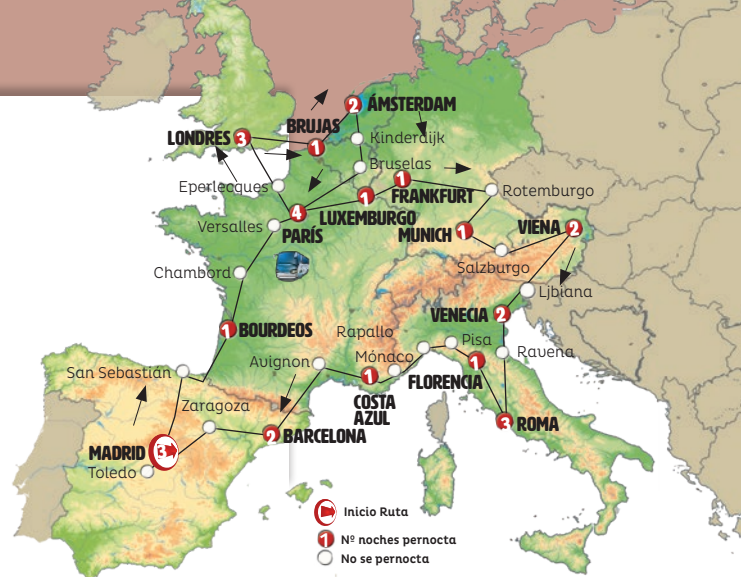 2 ÁMSTERDAM
BRUJAS
LONDRES 3
1
Kinderdijk
Bruselas
Eperlecques
1 FRANKFURT
Rotemburgo
1
LUXEMBURGO
4
PARÍS
Versalles
MUNICH 1
VIENA 2
Salzburgo
Chambord
Ljbiana
VENECIA 2
1 BOURDEOS
Rapallo
Pisa
Ravena
Mónaco
Avignon
San Sebastián
1
FLORENCIA
1
COSTA
AZUL
Zaragoza
3 ROMA
2 BARCELONA
MADRID 3
Toledo
Inicio Ruta
1 Nº noches pernocta
No se pernocta